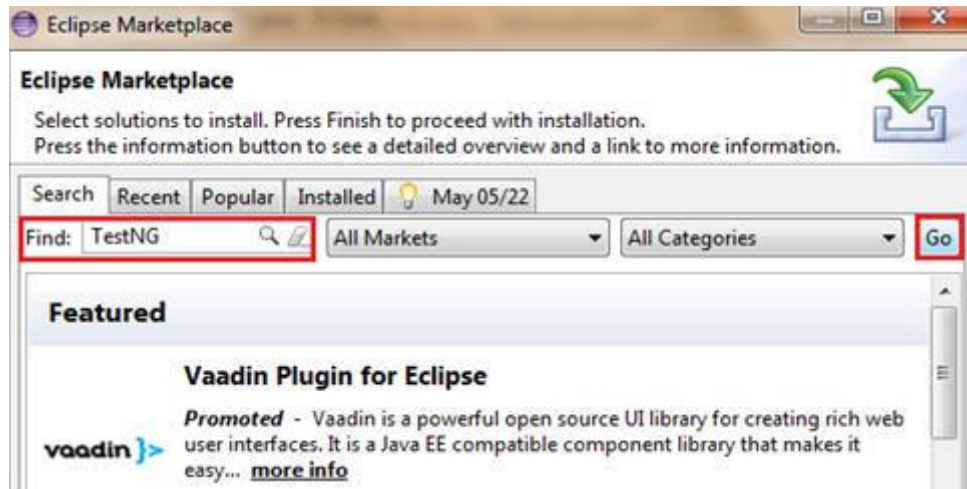 Eclipse Marketplace
Eclipse Marketplace
Select solutions to install. Press Finish to proceed with installation.
Press the information button to see a detailed overview and a link to more information.
Search Recent Popular Installed May 05/22
Find: TestNG All Markets All Categories Go
Featured
Vaadin Plugin for Eclipse
Promoted - Vaadin is a powerful open source UI library for creating rich web
vaadin }> user interfaces. It is a Java EE compatible component library that makes it
easy... more info